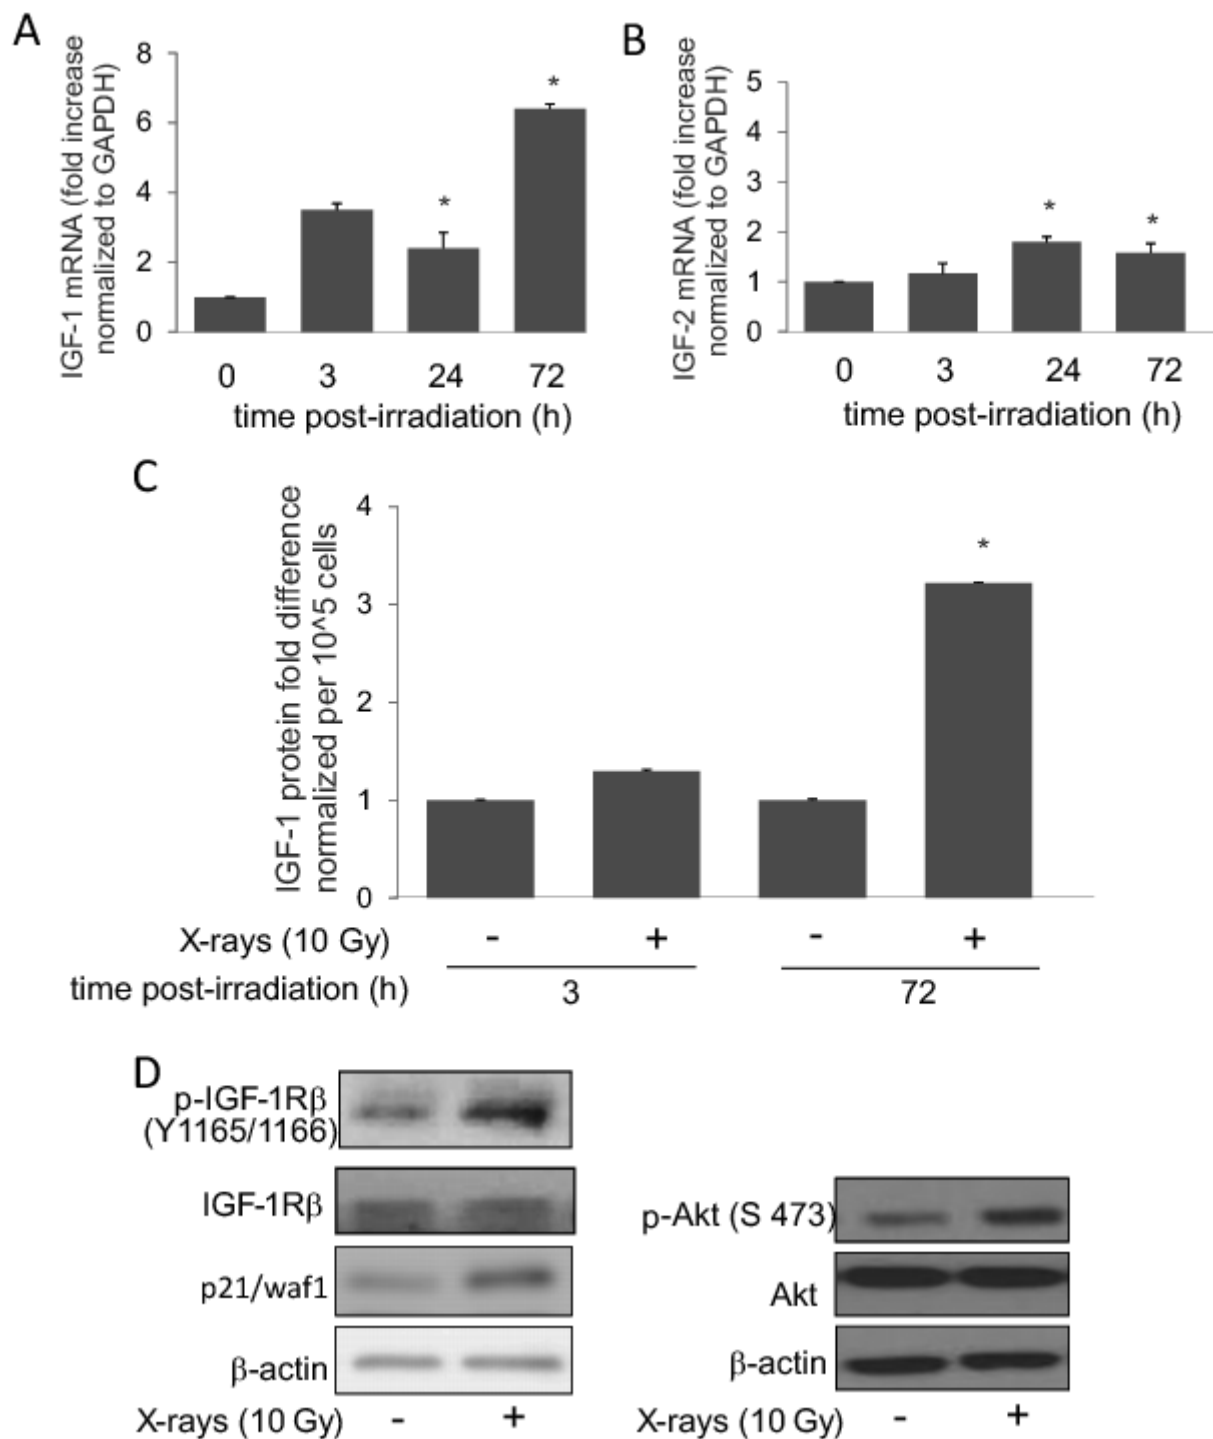 A
IGF-1 mRNA (fold increase
normalized to GAPDH)
8
6
4
2
0
*
*
0 3 24 72
time post-irradiation (h)
B
IGF-2 mRNA (fold increase
normalized to GAPDH)
5
4
3
2
1
0
*
*
0 3 24 72
time post-irradiation (h)
C
IGF-1 protein fold difference
normalized per 10^5 cells
4
3
2
1
0
*
X-rays (10 Gy) - + - +
time post-irradiation (h) 3 72
D
p-IGF-1Rβ
(Y1165/1166)
IGF-1Rβ
p21/waf1
β-actin
X-rays (10 Gy) - +
p-Akt (S 473)
Akt
β-actin
X-rays (10 Gy) - +